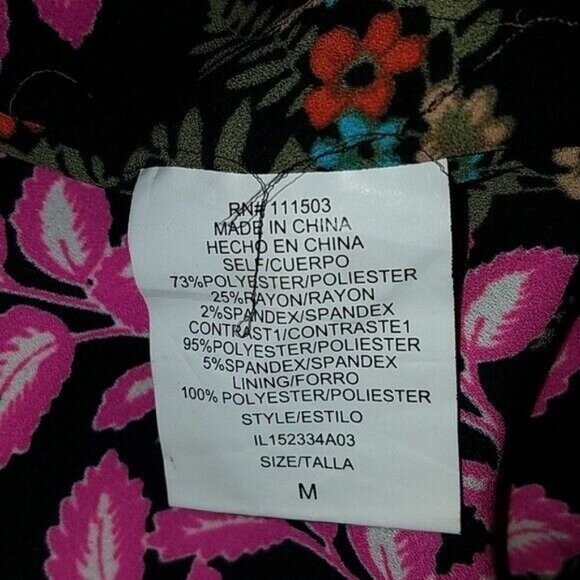 RN# 111503
MADE IN CHINA
HECHO EN CHINA
SELF/CUERPO
73%POLYESTER/POLIESTER
25%RAYON/RAYON
2%SPANDEX/SPANDEX
CONTRAST1/CONTRASTE1
95%POLYESTER/POLIESTER
5%SPANDEX/SPANDEX
LINING/FORRO
100% POLYESTER/POLIESTER
STYLE/ESTILO
IL152334A03
SIZE/TALLA
M